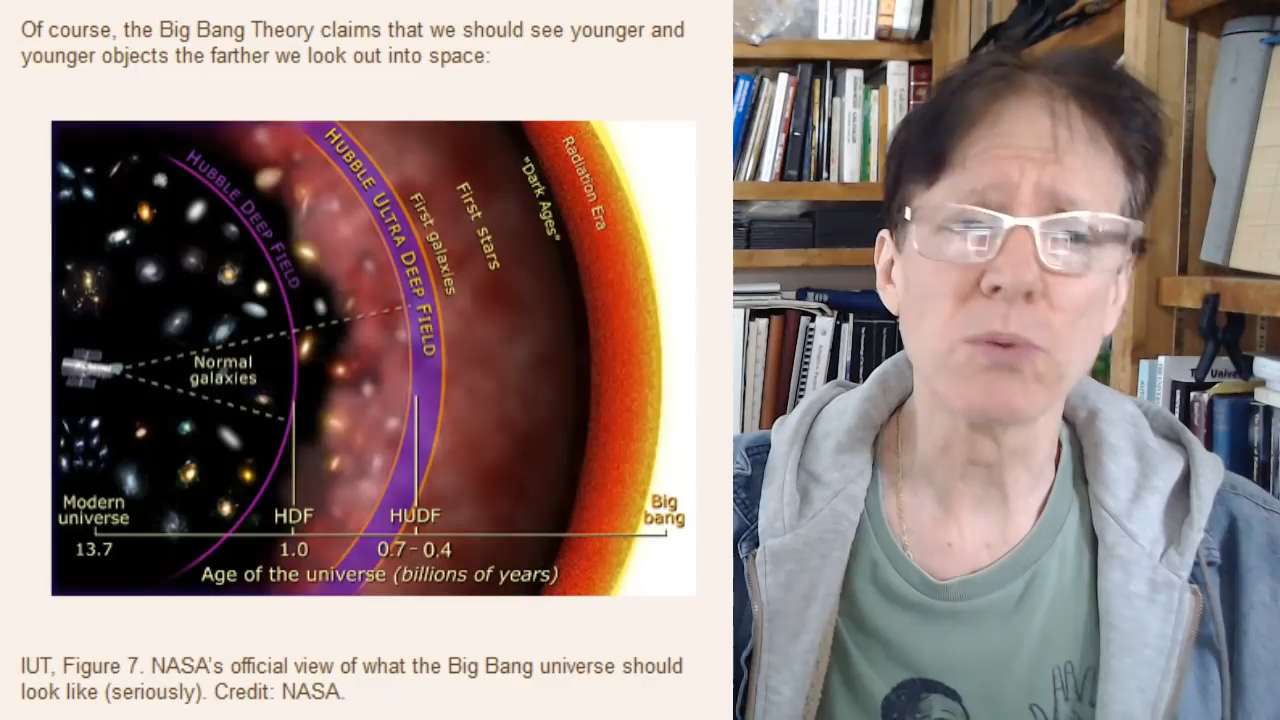 Of course, the Big Bang Theory claims that we should see younger and
younger objects the farther we look out into space:
HUBBLE DEEP FIELD
HUBBLE ULTRA DEEP FIELD
First galaxies
First stars
"Dark Ages"
Radiation Era
Normal
galaxies
Modern
universe
HDF
HUDF
Big
bang
13.7
1.0
0.7 - 0.4
Age of the universe (billions of years)
IUT, Figure 7. NASA's official view of what the Big Bang universe should
look like (seriously). Credit: NASA.